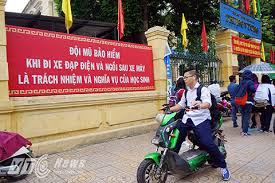 ĐỘI MŨ BẢO HIỂM
KHI ĐI XE ĐẠP ĐIỆN VÀ NGỒI SAU XE MÁY
LÀ TRÁCH NHIỆM VÀ NGHĨA VỤ CỦA HỌC SINH
News